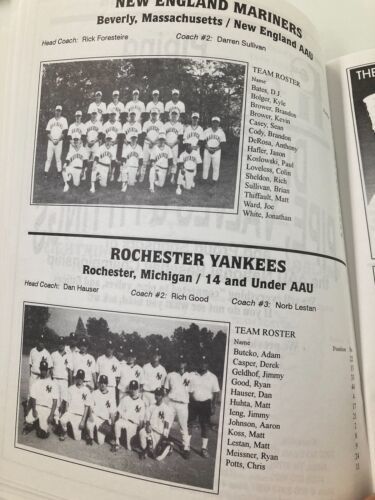 NEW ENGLAND MARINERS
Beverly, Massachusetts / New England AAU
Head Coach: Rick Foresteire
Coach #2: Darren Sullivan
TEAM ROSTER
Name
Bates, D.J
Bolger, Kyle
Brower, Brandon
Brower, Kevin
Casey, Sean
Cody, Brandon
DeRosa, Anthony
Hafler, Jason
Koslowski, Paul
Loveless, Colin
Sheldon, Rich
Sullivan, Brian
Thiffault, Matt
Ward, Joe
White, Jonathan
ROCHESTER YANKEES
Rochester, Michigan / 14 and Under AAU
Head Coach: Dan Hauser
Coach #2: Rich Good
Coach #3: Norb Lestan
TEAM ROSTER
Name Position
Butcko, Adam
Casper, Derek
Geldhof, Jimmy
Good, Ryan
Hauser, Dan
Huhta, Matt
Ieng, Jimmy
Johnson, Aaron
Koss, Matt
Lestan, Matt
Meissner, Ryan
Potts, Chris
THE